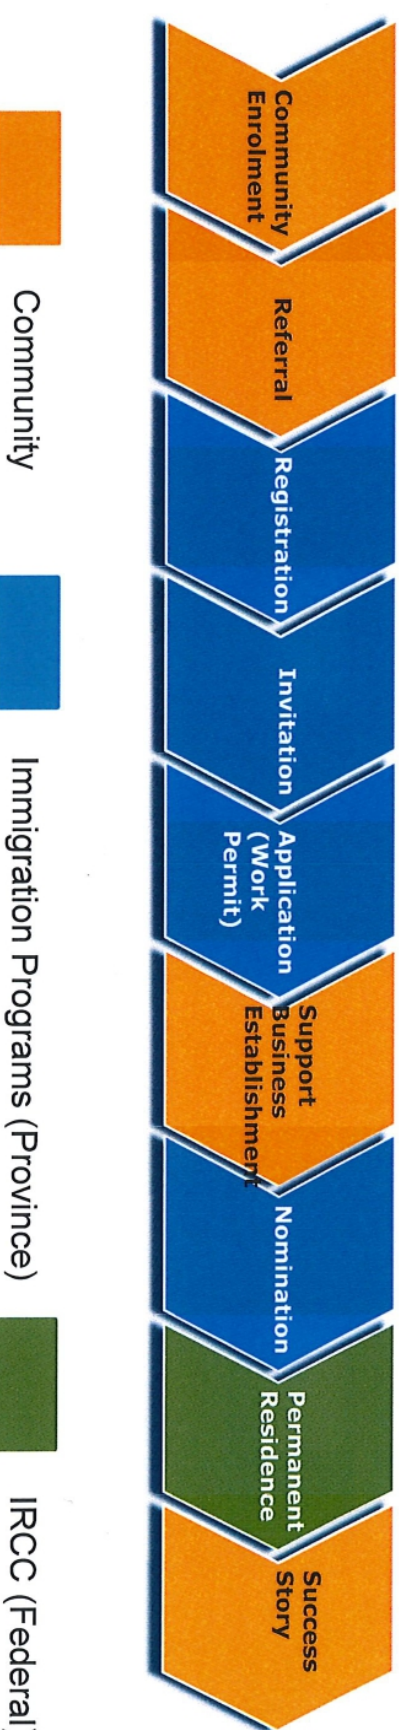 Community
Enrolment
Referral
Registration
Invitation
Application
(Work
Permit)
Support
Business
Establishment
Nomination
Permanent
Residence
Success
Story
Community
Immigration Programs (Province)
IRCC (Federal